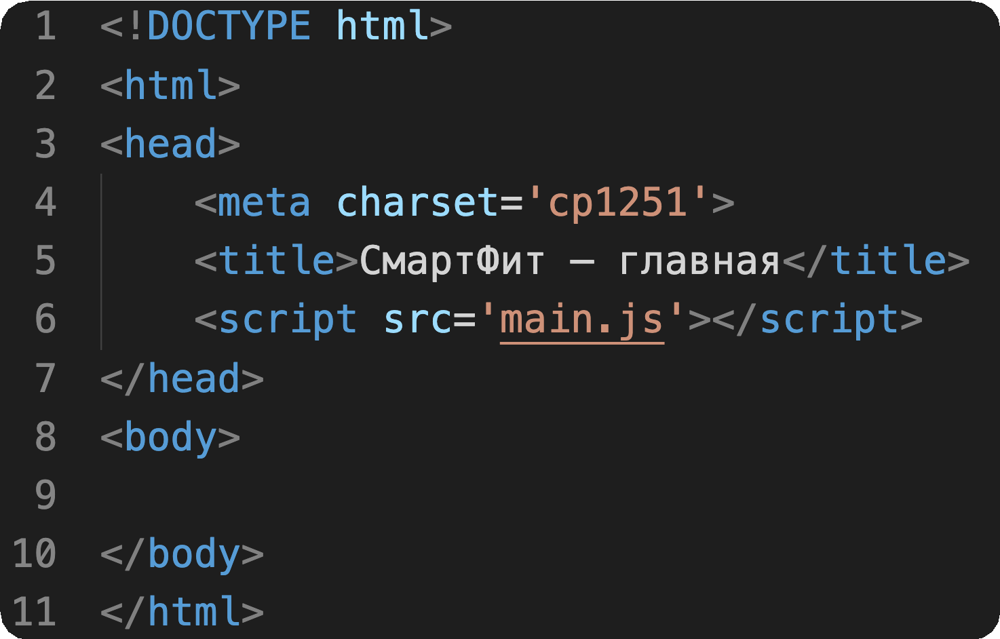 1 <!DOCTYPE html>
2 <html>
3 <head>
4 <meta charset='cp1251'>
5 <title>СмартФит — главная</title>
6 <script src='main.js'></script>
7 </head>
8 <body>
9
10 </body>
11 </html>